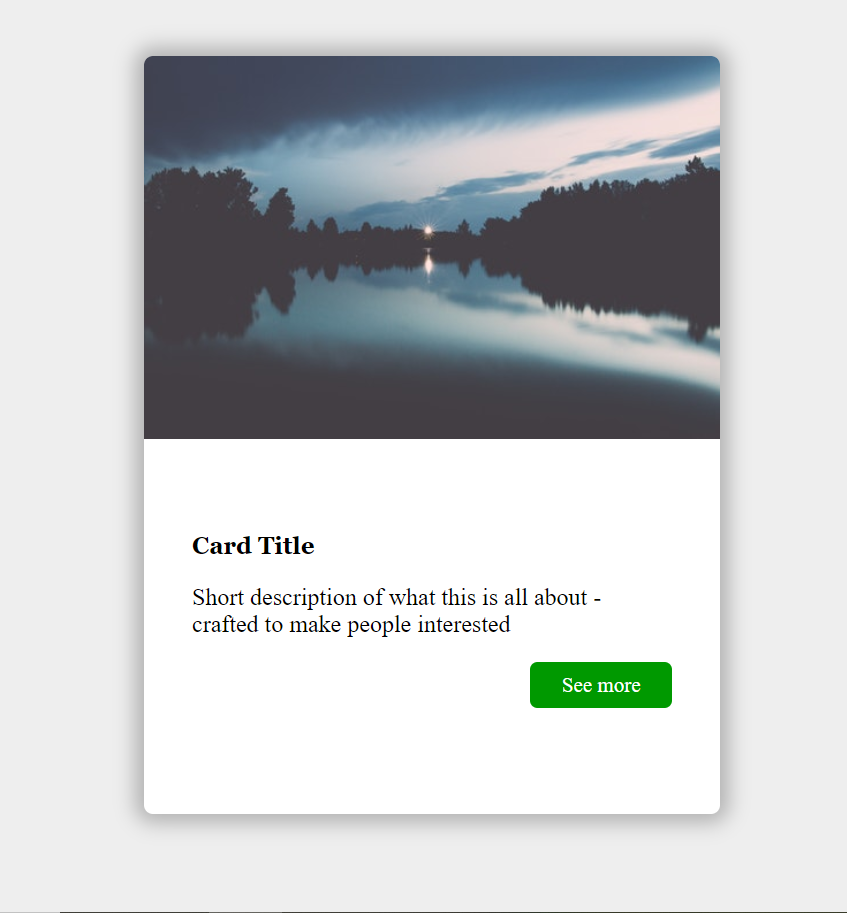 Card Title
Short description of what this is all about -
crafted to make people interested
See more